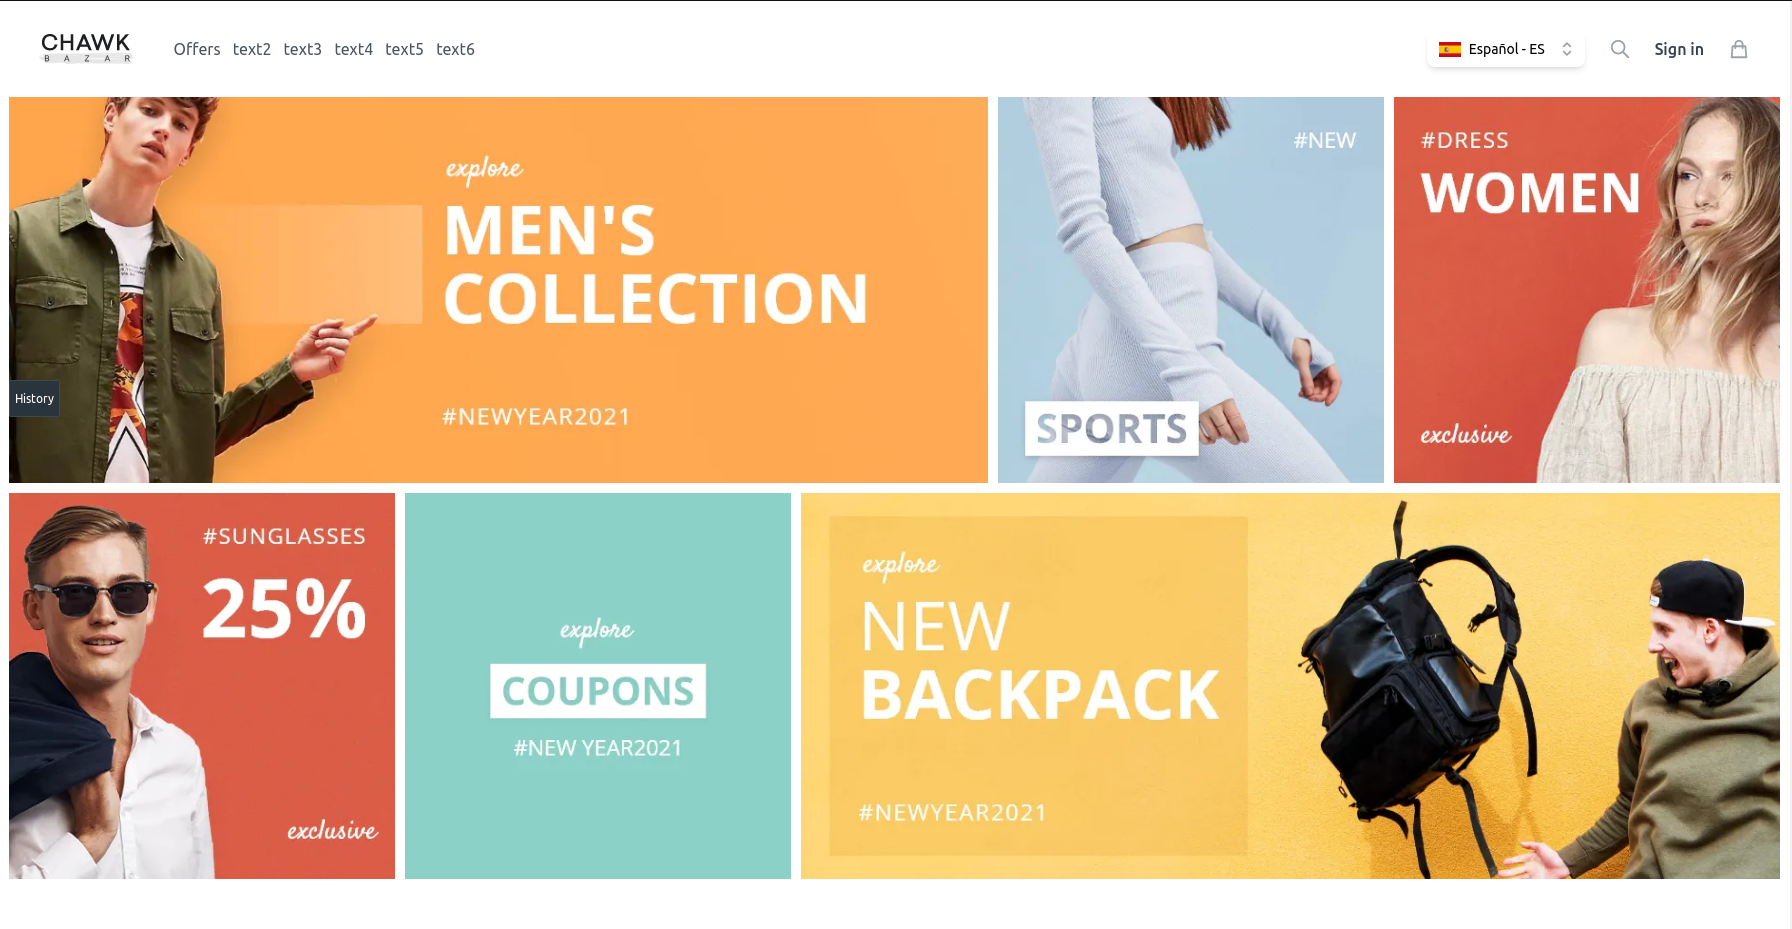 CHAWK
BAZAR
Offers text2 text3 text4 text5 text6
Español - ES
Sign in
explore
MEN'S
COLLECTION
#NEWYEAR2021
#NEW
SPORTS
#DRESS
WOMEN
exclusive
History
#SUNGLASSES
25%
exclusive
explore
COUPONS
#NEW YEAR2021
explore
NEW
BACKPACK
#NEWYEAR2021